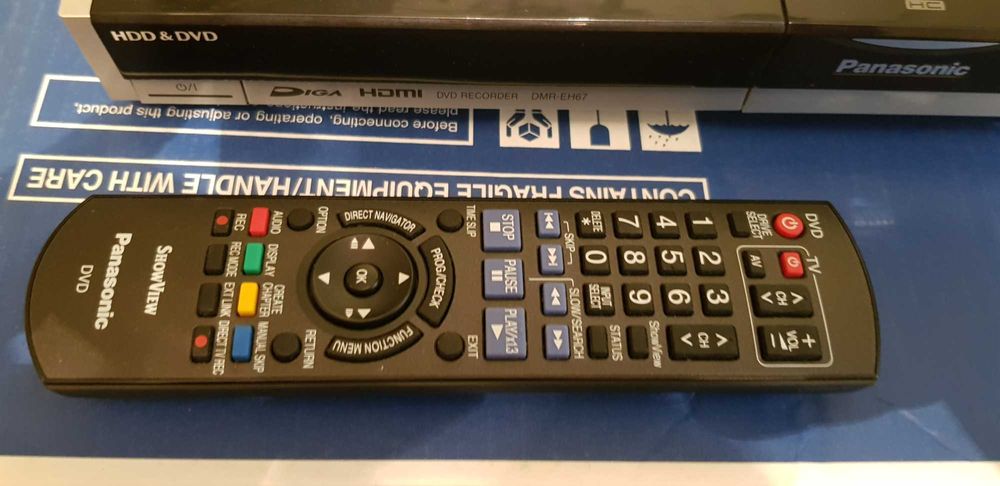 HDD & DVD
Panasonic
⏻/I
DIGA HDMI DVD RECORDER DMR-EH67
Before connecting, operating or adjusting this product
please read the instructions
CONTAINS FRAGILE EQUIPMENT/HANDLE WITH CARE
DVD
TV
DRIVE SELECT
AV
CH
+ VOL −
1 2 3
CH
4 5 6
7 8 9
ShowView
DELETE
* 0
INPUT SELECT
STATUS
SKIP
SLOW/SEARCH
STOP
PAUSE
PLAY/x1.3
TIME SLIP
EXIT
DIRECT NAVIGATOR
PROG/CHECK
FUNCTION MENU
OK
OPTION
RETURN
AUDIO
DISPLAY
CREATE CHAPTER
MANUAL SKIP
REC
REC MODE
EXT LINK
DIRECT TV REC
SHOWVIEW
Panasonic
DVD